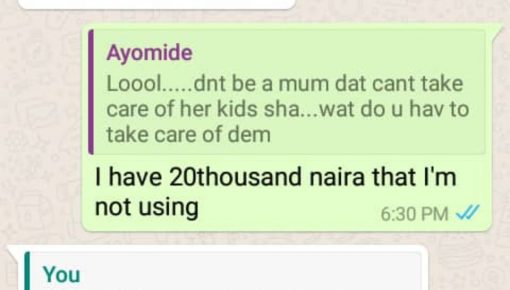 Ayomide
Loool.....dnt be a mum dat cant take
care of her kids sha...wat do u hav to
take care of dem
I have 20thousand naira that I'm
not using
6:30 PM
You